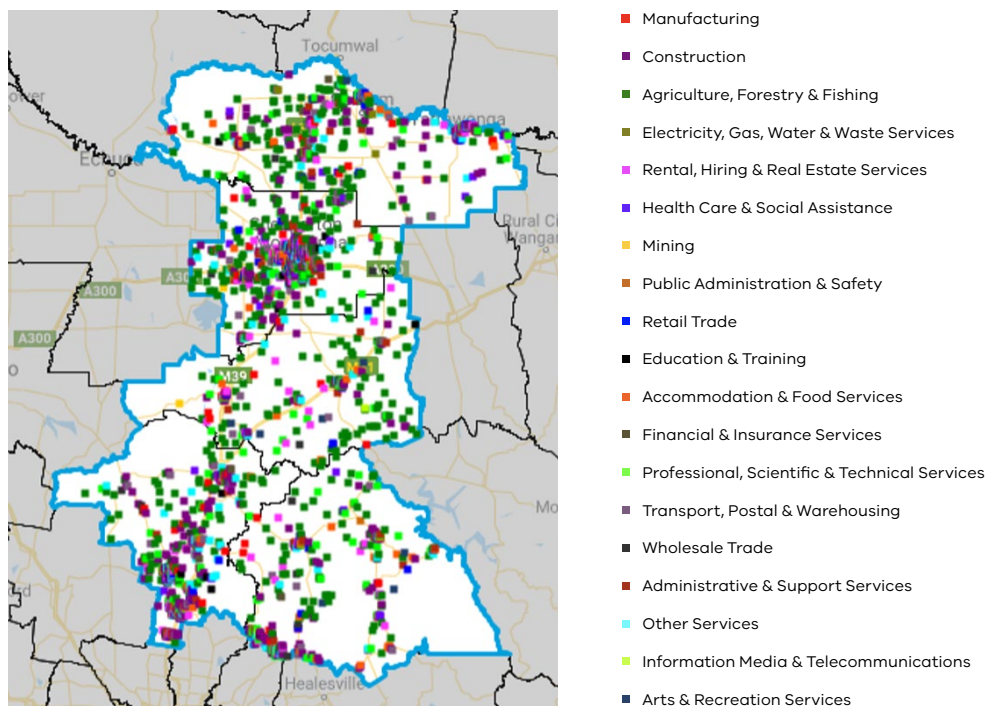 Tocumwal
A300
A300
M39
Healesville
Rural Ci
Wangar
Mo
Manufacturing
Construction
Agriculture, Forestry & Fishing
Electricity, Gas, Water & Waste Services
Rental, Hiring & Real Estate Services
Health Care & Social Assistance
Mining
Public Administration & Safety
Retail Trade
Education & Training
Accommodation & Food Services
Financial & Insurance Services
Professional, Scientific & Technical Services
Transport, Postal & Warehousing
Wholesale Trade
Administrative & Support Services
Other Services
Information Media & Telecommunications
Arts & Recreation Services